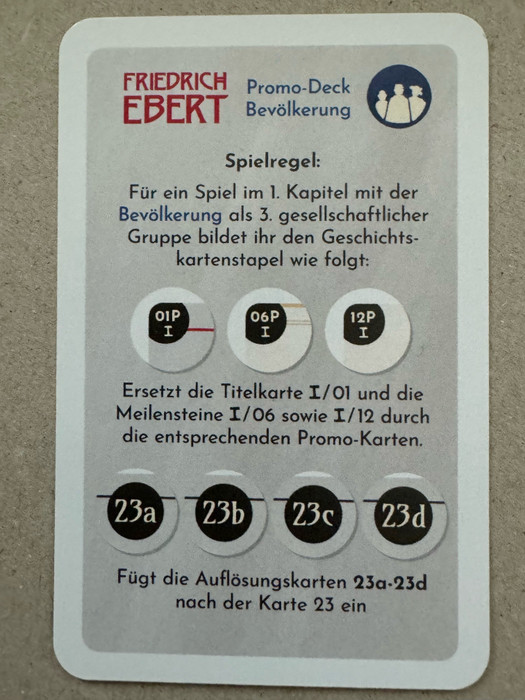 FRIEDRICH
EBERT
Promo-Deck
Bevölkerung
Spielregel:
Für ein Spiel im 1. Kapitel mit der
Bevölkerung als 3. gesellschaftlicher
Gruppe bildet ihr den Geschichts-
kartenstapel wie folgt:
01P
I
06P
I
12P
I
Ersetzt die Titelkarte I/01 und die
Meilensteine I/06 sowie I/12 durch
die entsprechenden Promo-Karten.
23a 23b 23c 23d
Fügt die Auflösungskarten 23a-23d
nach der Karte 23 ein